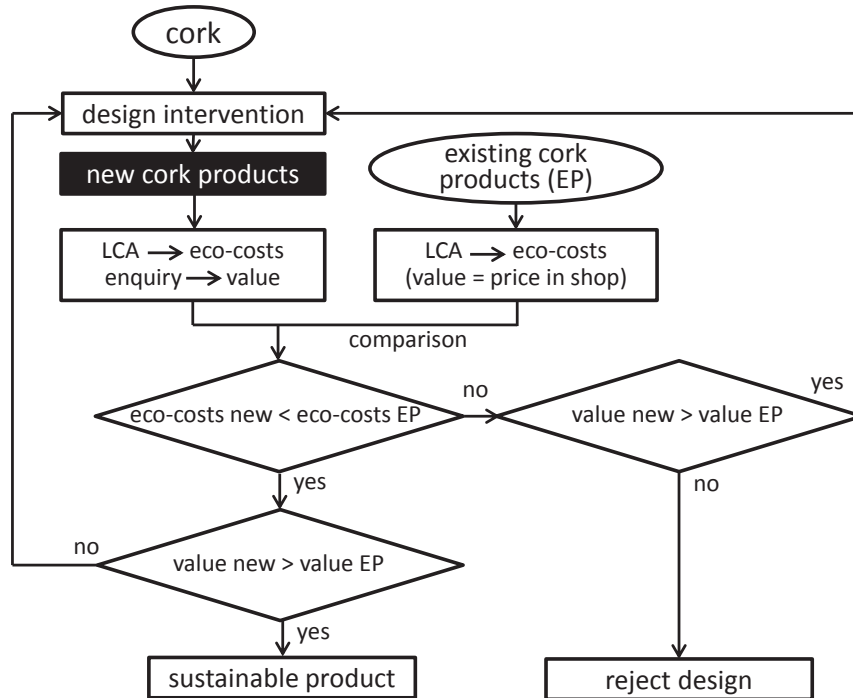 cork
design intervention
new cork products
existing cork
products (EP)
LCA → eco-costs
enquiry → value
LCA → eco-costs
(value = price in shop)
comparison
eco-costs new < eco-costs EP
no
value new > value EP
yes
yes
no
no
value new > value EP
yes
sustainable product
reject design